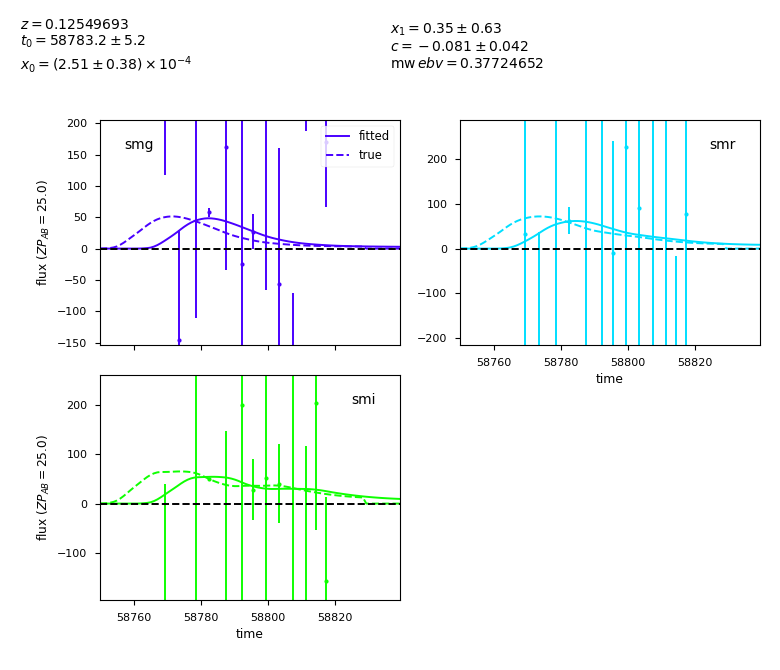 z = 0.12549693
t₀ = 58783.2 ± 5.2
x₀ = (2.51 ± 0.38) × 10⁻⁴
x₁ = 0.35 ± 0.63
c = −0.081 ± 0.042
mw ebv = 0.37724652
smg
fitted
true
200
150
100
50
0
−50
−100
−150
flux (ZP_AB = 25.0)
smr
200
100
0
−100
−200
58760 58780 58800 58820
time
smi
200
100
0
−100
flux (ZP_AB = 25.0)
58760 58780 58800 58820
time